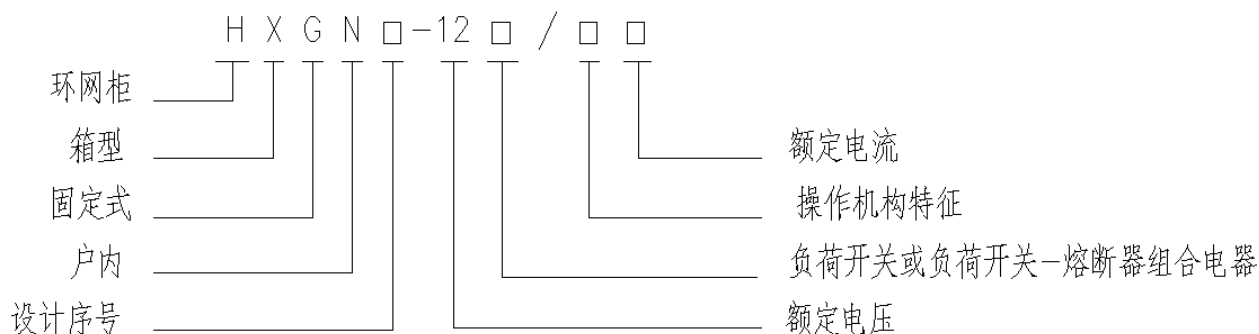 HXGN□-12□/□□
环网柜
箱型
固定式
户内
设计序号
额定电流
操作机构特征
负荷开关或负荷开关-熔断器组合电器
额定电压